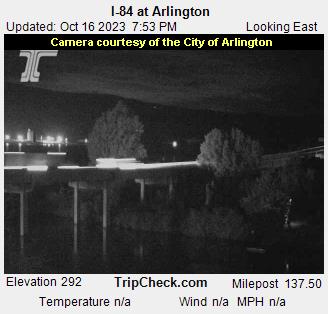 I-84 at Arlington
Updated: Oct 16 2023 7:53 PM Looking East
Camera courtesy of the City of Arlington
Elevation 292 TripCheck.com Milepost 137.50
Temperature n/a Wind n/a MPH n/a